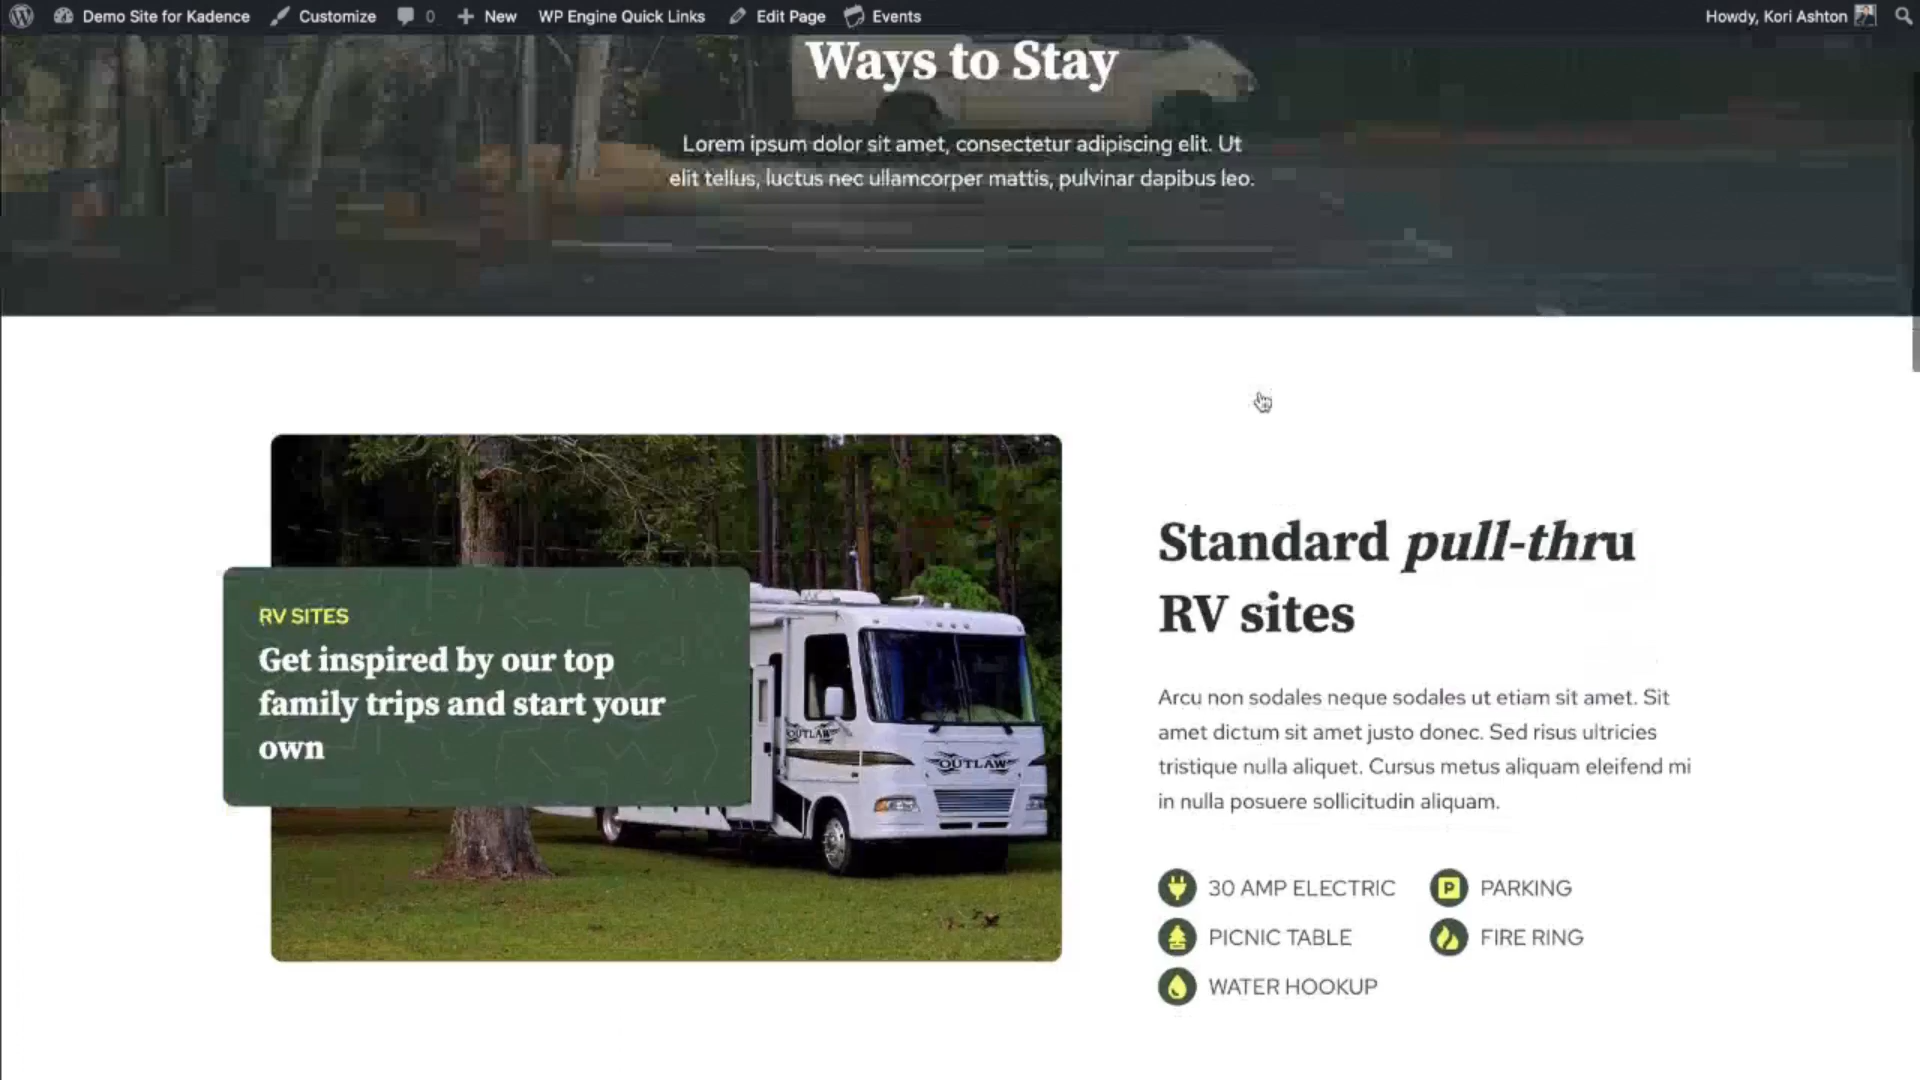 Demo Site for Kadence Customize 0 New WP Engine Quick Links Edit Page Events Howdy, Kori Ashton
Ways to Stay
Lorem ipsum dolor sit amet, consectetur adipiscing elit. Ut
elit tellus, luctus nec ullamcorper mattis, pulvinar dapibus leo.
RV SITES
Get inspired by our top
family trips and start your
own
OUTLAW
OUTLAW
Standard pull-thru
RV sites
Arcu non sodales neque sodales ut etiam sit amet. Sit
amet dictum sit amet justo donec. Sed risus ultricies
tristique nulla aliquet. Cursus metus aliquam eleifend mi
in nulla posuere sollicitudin aliquam.
30 AMP ELECTRIC
P PARKING
PICNIC TABLE
FIRE RING
WATER HOOKUP